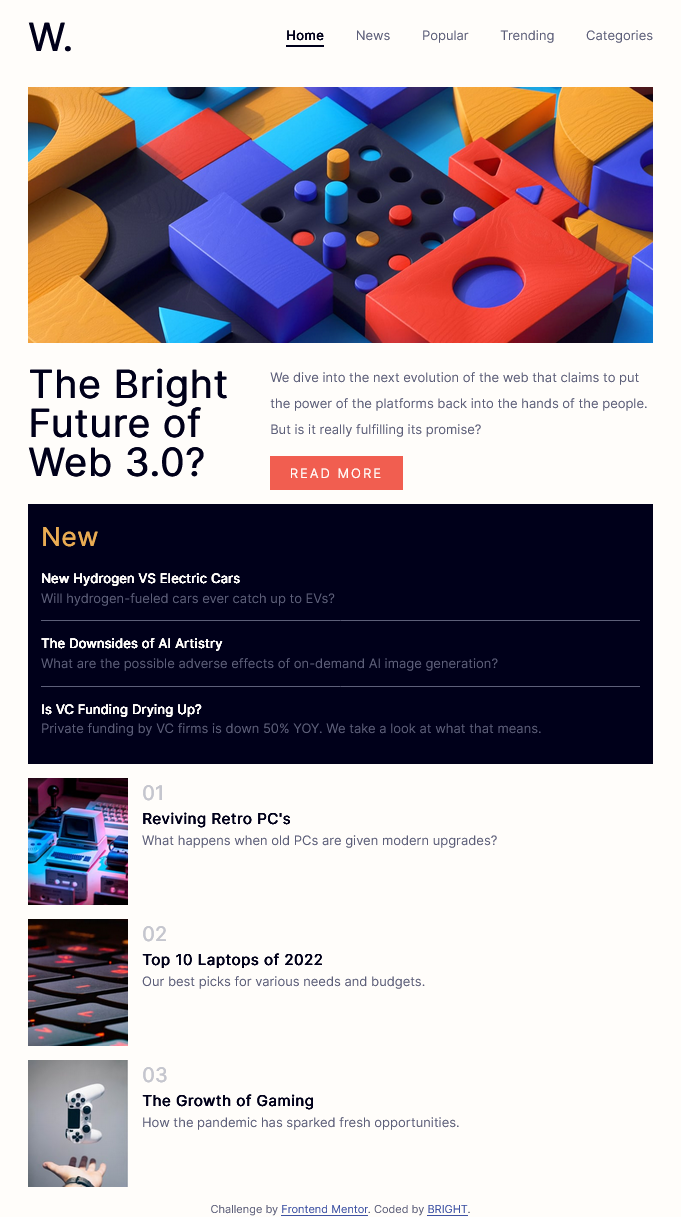 W.
Home News Popular Trending Categories
The Bright
Future of
Web 3.0?
We dive into the next evolution of the web that claims to put
the power of the platforms back into the hands of the people.
But is it really fulfilling its promise?
READ MORE
New
New Hydrogen VS Electric Cars
Will hydrogen-fueled cars ever catch up to EVs?
The Downsides of AI Artistry
What are the possible adverse effects of on-demand AI image generation?
Is VC Funding Drying Up?
Private funding by VC firms is down 50% YOY. We take a look at what that means.
01
Reviving Retro PC's
What happens when old PCs are given modern upgrades?
02
Top 10 Laptops of 2022
Our best picks for various needs and budgets.
03
The Growth of Gaming
How the pandemic has sparked fresh opportunities.
Challenge by Frontend Mentor. Coded by BRIGHT.